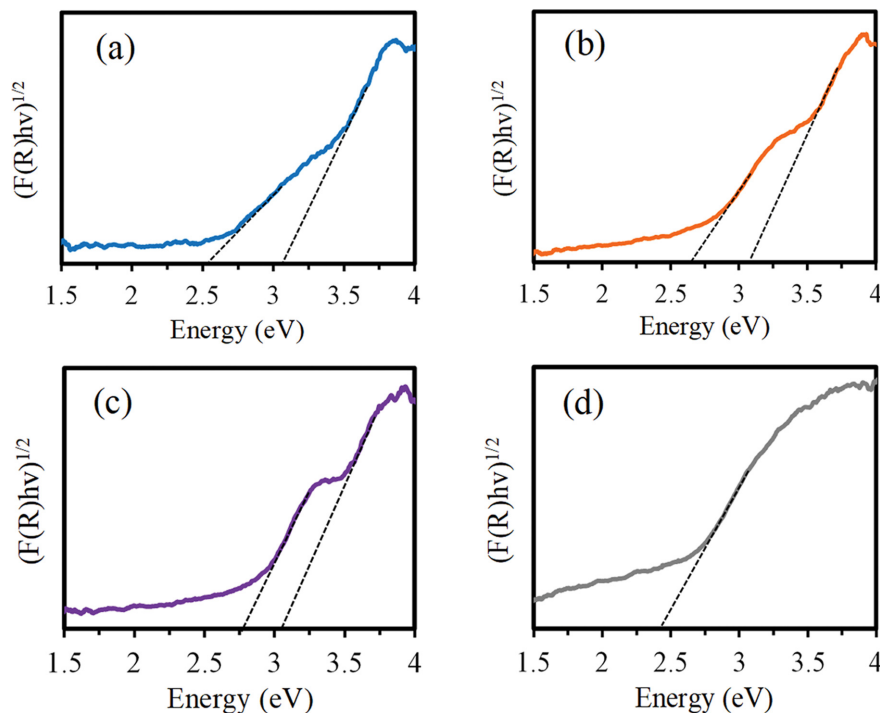 (a)
(F(R)hv)1/2
1.5 2 2.5 3 3.5 4
Energy (eV)
(b)
(F(R)hv)1/2
1.5 2 2.5 3 3.5 4
Energy (eV)
(c)
(F(R)hv)1/2
1.5 2 2.5 3 3.5 4
Energy (eV)
(d)
(F(R)hv)1/2
1.5 2 2.5 3 3.5 4
Energy (eV)